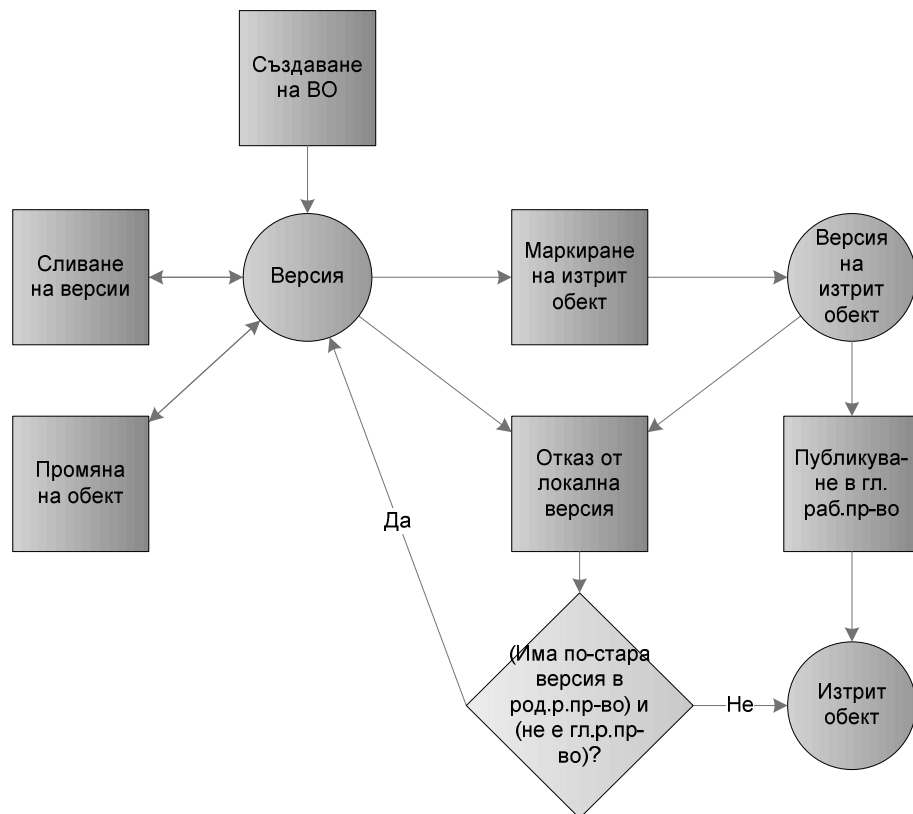 Създаване
на ВО
Сливане
на версии
Версия
Маркиране
на изтрит
обект
Версия
на
изтрит
обект
Промяна
на обект
Отказ от
локална
версия
Публикува-
не в гл.
раб.пр-во
Да
(Има по-стара
версия в
род.р.пр-во) и
(не е гл.р.пр-
во)?
Не
Изтрит
обект